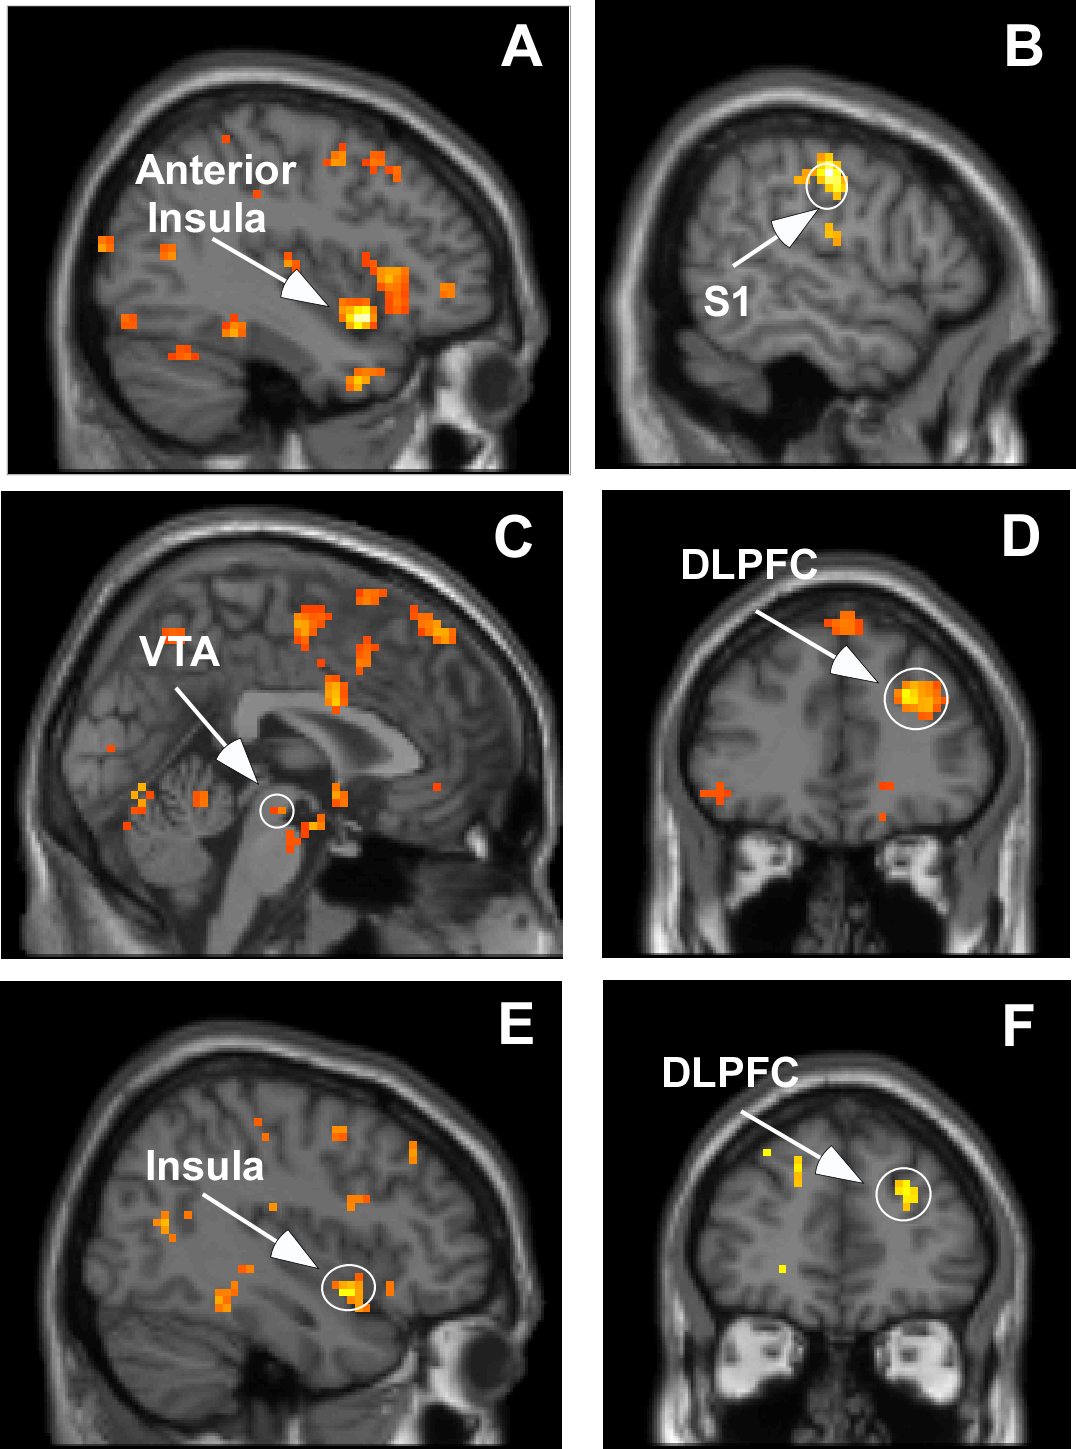 A
Anterior
Insula
B
S1
C
VTA
D
DLPFC
E
Insula
F
DLPFC